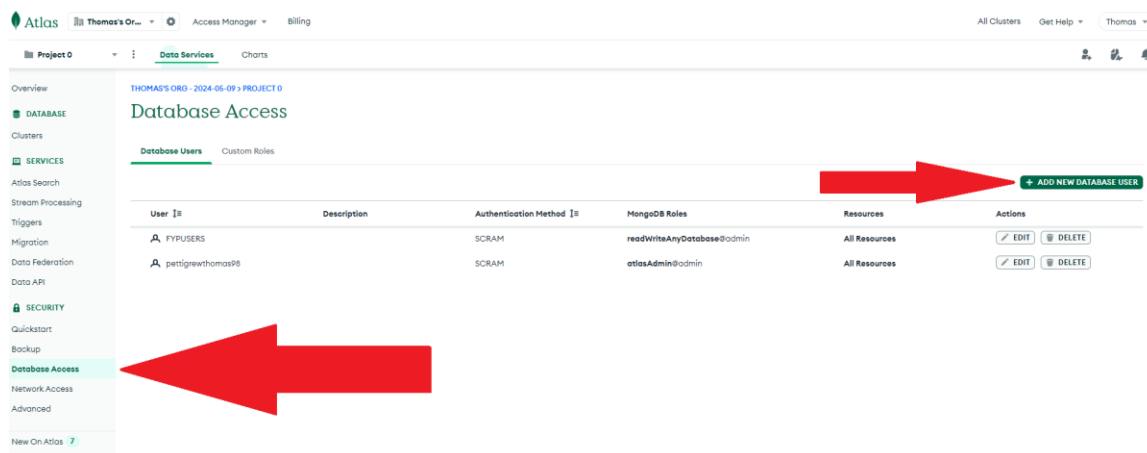 Atlas Thomas's Or... Access Manager Billing All Clusters Get Help Thomas
Project 0 Data Services Charts
Overview
DATABASE
Clusters
SERVICES
Atlas Search
Stream Processing
Triggers
Migration
Data Federation
Data API
SECURITY
Quickstart
Backup
Database Access
Network Access
Advanced
New On Atlas 7
THOMAS'S ORG - 2024-05-09 > PROJECT 0
Database Access
Database Users Custom Roles
+ ADD NEW DATABASE USER
User Description Authentication Method MongoDB Roles Resources Actions
FYPUSERS SCRAM readWriteAnyDatabase@admin All Resources EDIT DELETE
pettigrewthomas98 SCRAM atlasAdmin@admin All Resources EDIT DELETE